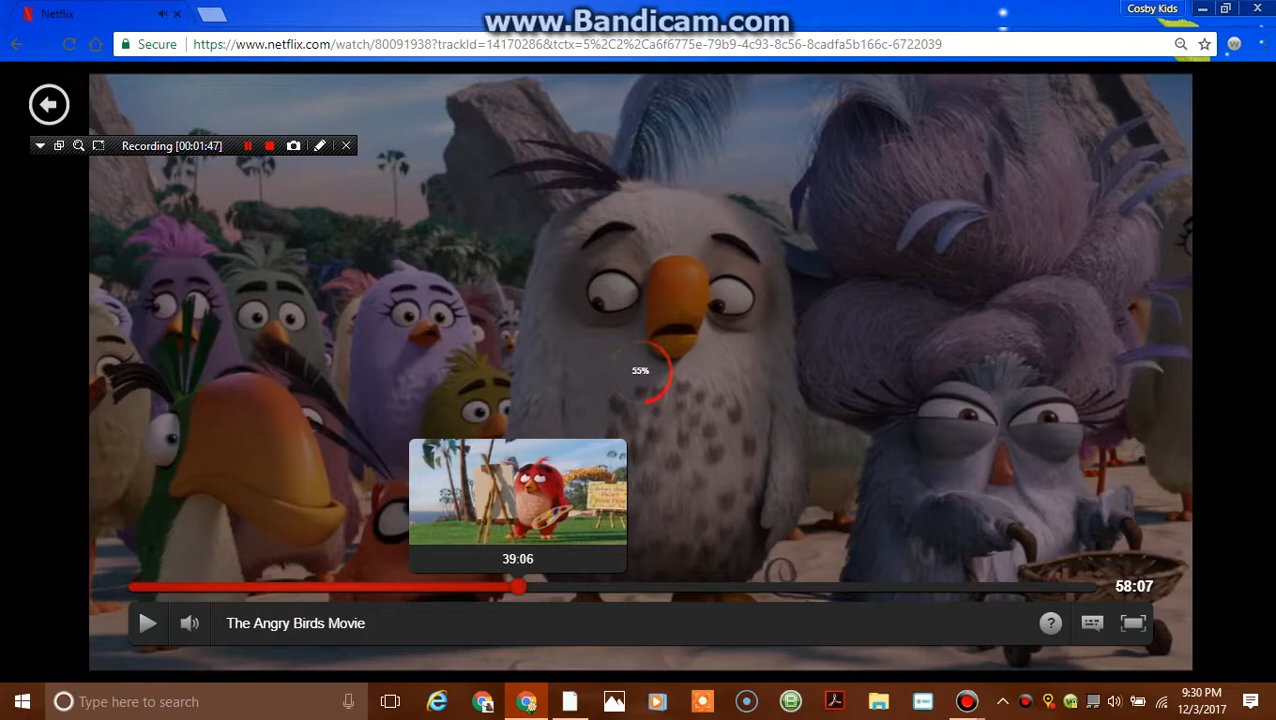 www.Bandicam.com
Netflix
Cosby Kids
Secure
https://www.netflix.com/watch/80091938?trackId=14170286&tctx=5%2C2%2Ca6f6775e-79b9-4c93-8c56-8cadfa5b166c-6722039
Recording [00:01:47]
55%
39:06
58:07
The Angry Birds Movie
?
Type here to search
9:30 PM
12/3/2017